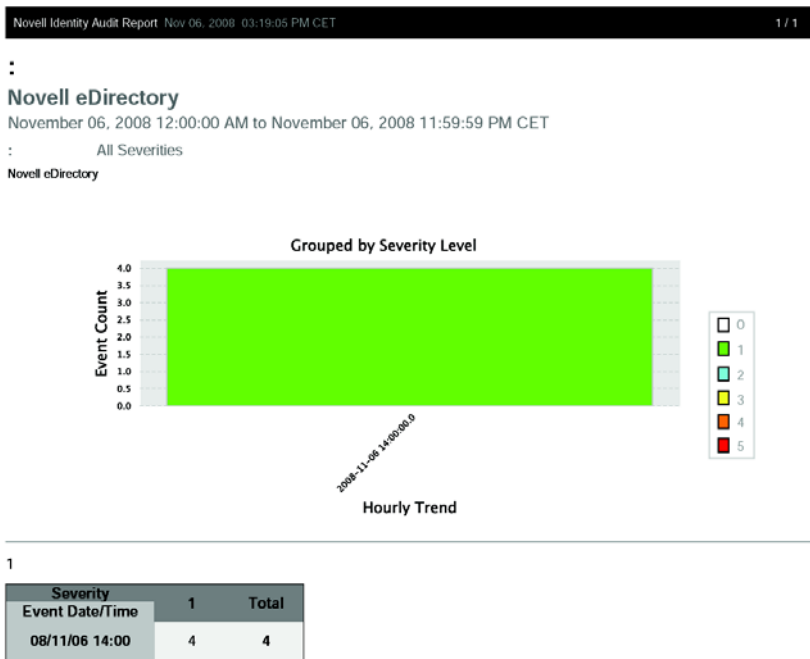 Novell Identity Audit Report Nov 06, 2008 03:19:05 PM CET 1 / 1
:
Novell eDirectory
November 06, 2008 12:00:00 AM to November 06, 2008 11:59:59 PM CET
: All Severities
Novell eDirectory
Grouped by Severity Level
Event Count
4.0
3.5
3.0
2.5
2.0
1.5
1.0
0.5
0.0
2008-11-06 14:00:00.0
Hourly Trend
0
1
2
3
4
5
1
Severity 1 Total
Event Date/Time
08/11/06 14:00 4 4